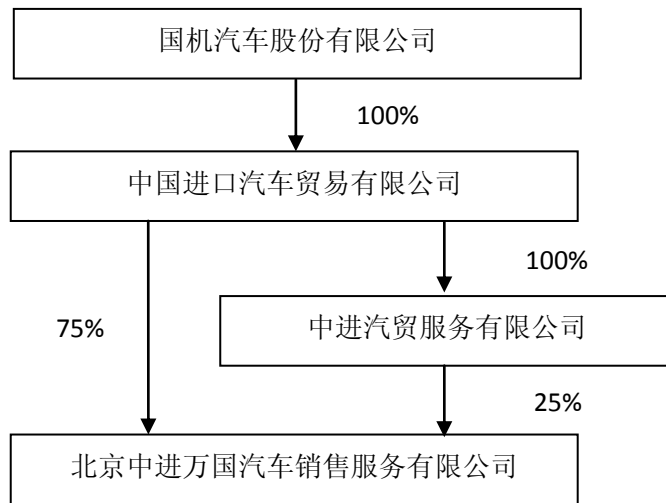 国机汽车股份有限公司
100%
中国进口汽车贸易有限公司
100%
75%
中进汽贸服务有限公司
25%
北京中进万国汽车销售服务有限公司